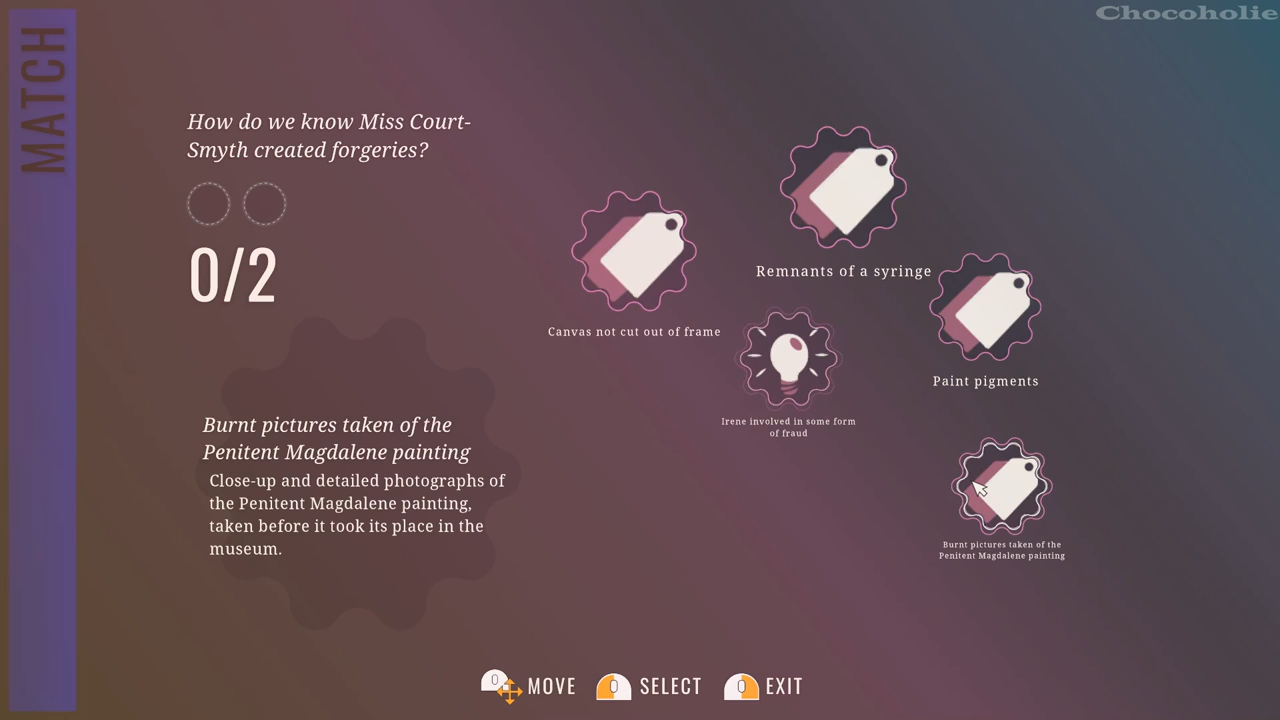 Chocoholie
MATCH
How do we know Miss Court-
Smyth created forgeries?
0/2
Burnt pictures taken of the
Penitent Magdalene painting
Close-up and detailed photographs of
the Penitent Magdalene painting,
taken before it took its place in the
museum.
Remnants of a syringe
Canvas not cut out of frame
Paint pigments
Irene involved in some form
of fraud
Burnt pictures taken of the
Penitent Magdalene painting
MOVE
SELECT
EXIT